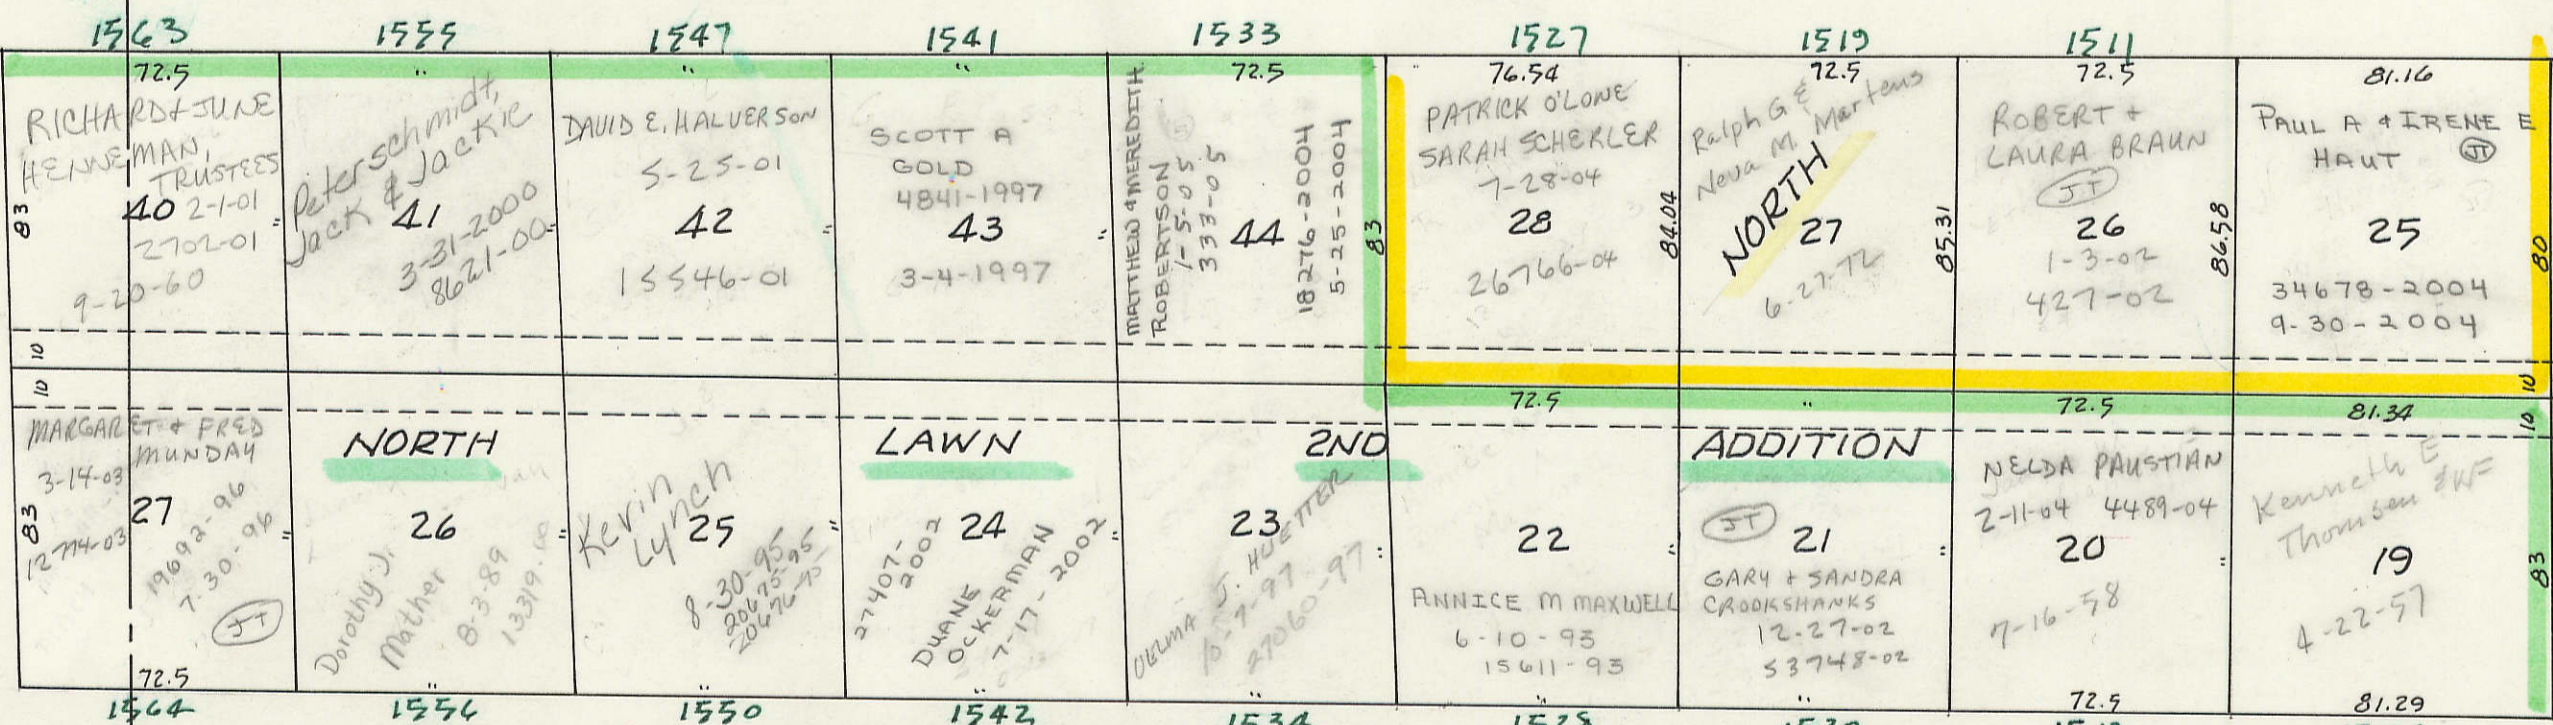 1563 1555 1547 1541 1533 1527 1519 1511
72.5 " " " 72.5 76.54 72.5 72.5 81.16
RICHARD & JUNE
HENNEMAN,
TRUSTEES
83
40 2-1-01
2702-01
9-20-60
Peterschmidt,
Jack & Jackie
41
3-31-2000
8621-00
DAVID E. HALVERSON
5-25-01
42
15546-01
SCOTT A
GOLD
4841-1997
43
3-4-1997
MATTHEW & MEREDITH
ROBERTSON
1-5-05
333-05
44
18276-2004
5-25-2004
83
PATRICK O'LONE
SARAH SCHERLER
7-28-04
28
26766-04
84.04
Ralph G &
Neva M Martens
NORTH
27
6-27-72
85.31
ROBERT &
LAURA BRAUN
JT
26
1-3-02
427-02
86.58
PAUL A & IRENE E
HAUT JT
25
34678-2004
9-30-2004
80
10 10
10 72.5 " 72.5 81.34 10
MARGARET & FRED
MUNDAY
3-14-03
83
27
12774-03
19692-96
7-30-96
JT
72.5
NORTH LAWN 2ND ADDITION
26
Dorothy J.
Mather
8-3-89
Kevin
Lynch
25
8-30-95
20675-95
20676-95
24
27407-
2002
DUANE
OCKERMAN
7-17-2002
23
J. HUETTER
10-7-97
27060-97
22
ANNICE M MAXWELL
6-10-93
15611-93
JT
21
GARY & SANDRA
CROOKSHANKS
12-27-02
53748-02
NELDA PAUSTIAN
2-11-04 4489-04
20
7-16-58
72.5
Kenneth E
Thomsen & WF
19
4-22-57
83
81.29
1564 1556 1550 1542 1534 1528